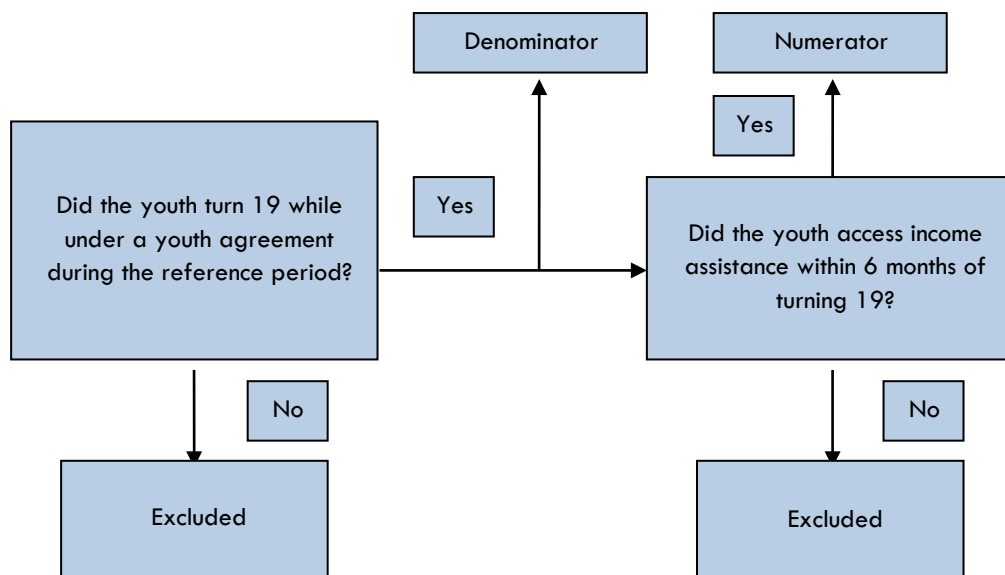 Denominator
Numerator
Yes
Did the youth turn 19 while
under a youth agreement
during the reference period?
Yes
Did the youth access income
assistance within 6 months of
turning 19?
No
No
Excluded
Excluded